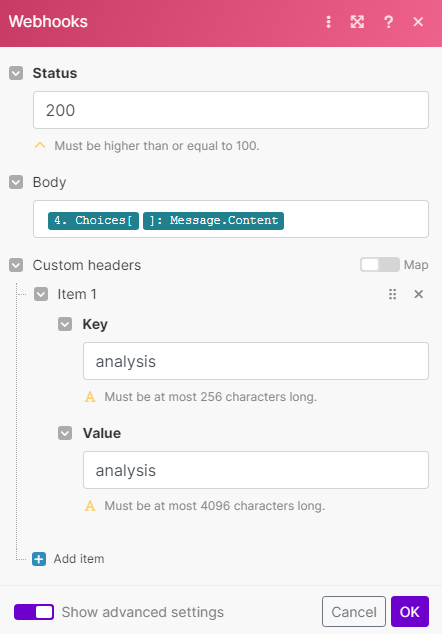 Webhooks
Status
200
Must be higher than or equal to 100.
Body
4. Choices[ ]: Message.Content
Custom headers
Map
Item 1
Key
analysis
A Must be at most 256 characters long.
Value
analysis
A Must be at most 4096 characters long.
Add item
Show advanced settings
Cancel
OK